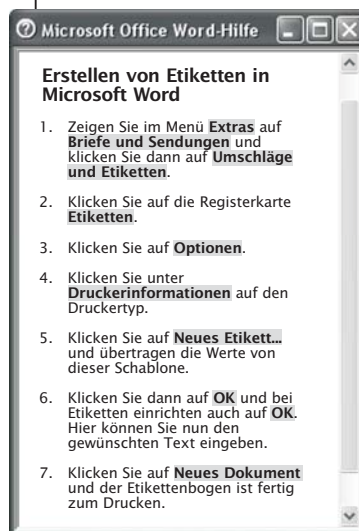 Microsoft Office Word-Hilfe
Erstellen von Etiketten in
Microsoft Word
1. Zeigen Sie im Menü Extras auf
Briefe und Sendungen und
klicken Sie dann auf Umschläge
und Etiketten.
2. Klicken Sie auf die Registerkarte
Etiketten.
3. Klicken Sie auf Optionen.
4. Klicken Sie unter
Druckerinformationen auf den
Druckertyp.
5. Klicken Sie auf Neues Etikett...
und übertragen die Werte von
dieser Schablone.
6. Klicken Sie dann auf OK und bei
Etiketten einrichten auch auf OK.
Hier können Sie nun den
gewünschten Text eingeben.
7. Klicken Sie auf Neues Dokument
und der Etikettenbogen ist fertig
zum Drucken.